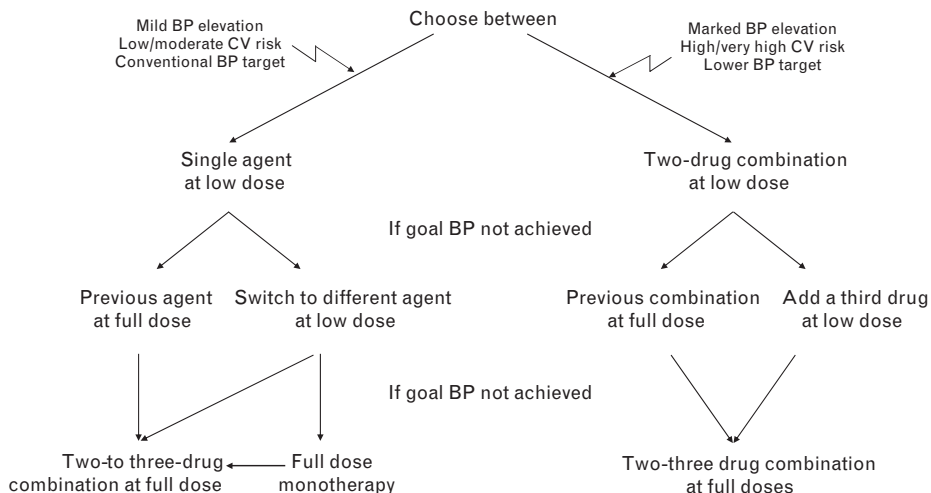 Choose between
Mild BP elevation
Low/moderate CV risk
Conventional BP target
Marked BP elevation
High/very high CV risk
Lower BP target
Single agent
at low dose
Two-drug combination
at low dose
If goal BP not achieved
Previous agent
at full dose
Switch to different agent
at low dose
Previous combination
at full dose
Add a third drug
at low dose
If goal BP not achieved
Two-to three-drug
combination at full dose
Full dose
monotherapy
Two-three drug combination
at full doses